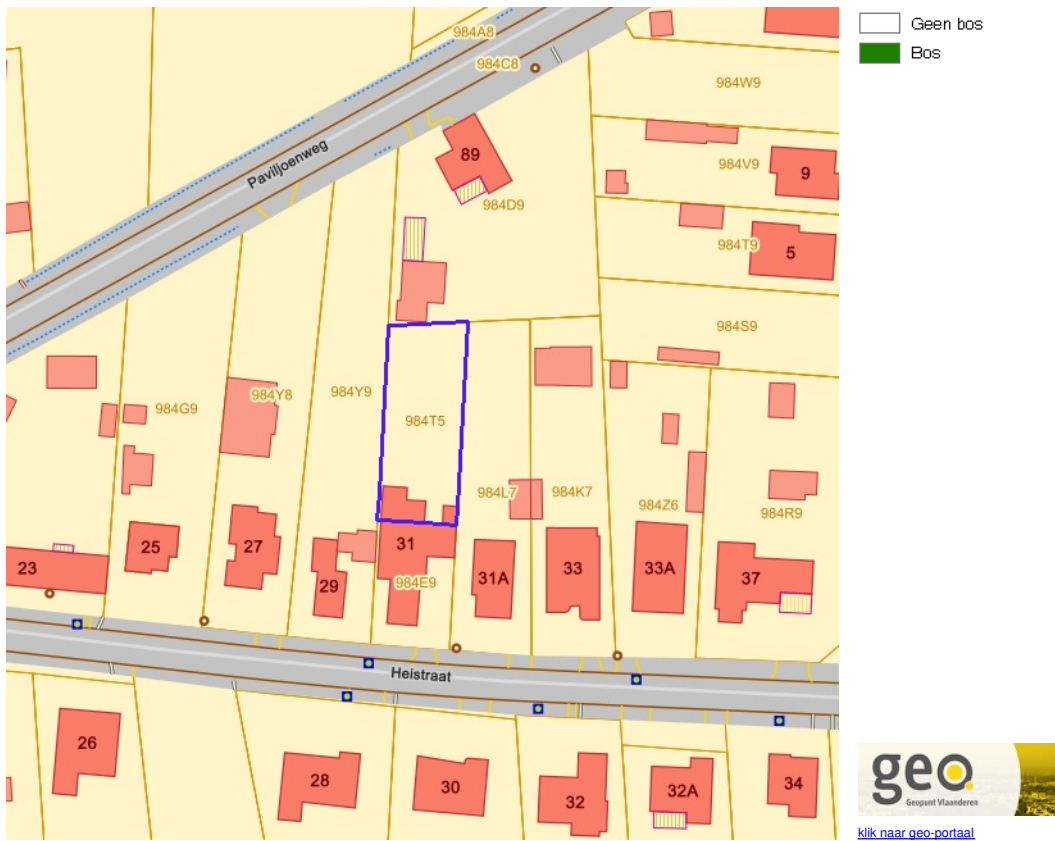 984A8
984C8
Paviljoenweg
89
984D9
984W9
984V9
9
984T9
5
984S9
984G9
984Y8
984Y9
984T5
984L7
984K7
984Z6
984R9
23
25
27
29
31
984E9
31A
33
33A
37
Heistraat
26
28
30
32
32A
34
Geen bos
Bos
geo
Geopunt Vlaanderen
klik naar geo-portaal